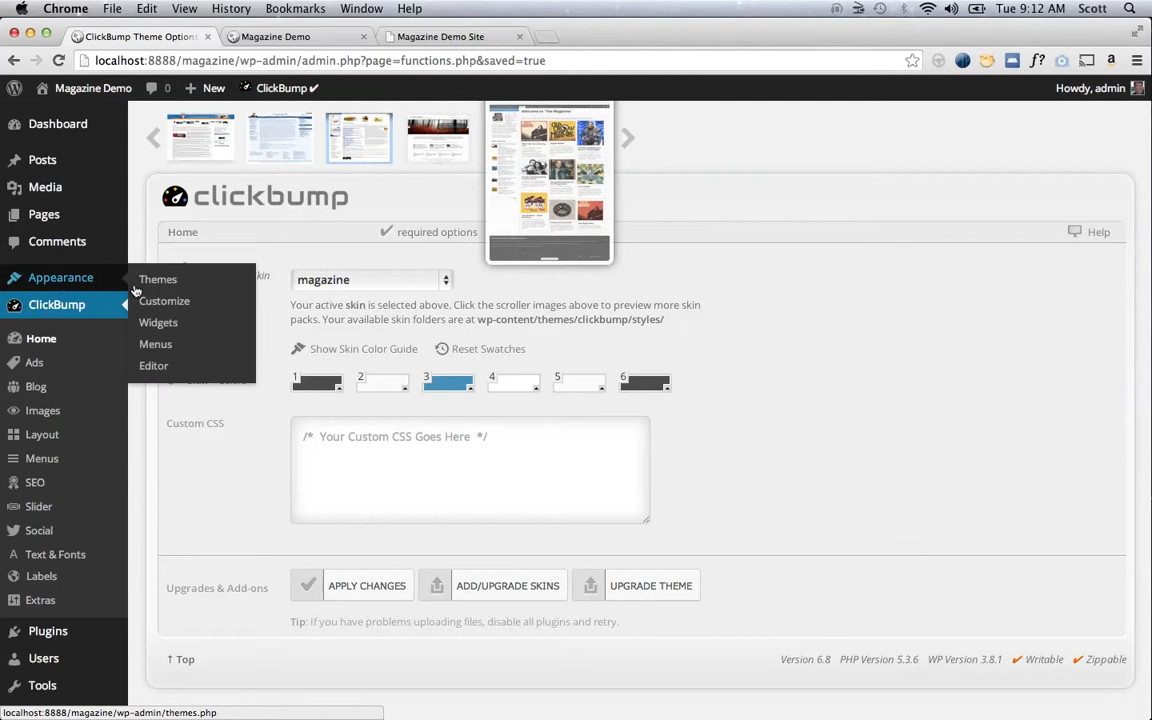 Chrome File Edit View History Bookmarks Window Help Tue 9:12 AM Scott
ClickBump Theme Options Magazine Demo Magazine Demo Site
localhost:8888/magazine/wp-admin/admin.php?page=functions.php&saved=true
Magazine Demo 0 New ClickBump ✔ Howdy, admin
Dashboard
Posts
Media
Pages
Comments
Appearance
ClickBump
Home
Ads
Blog
Images
Layout
Menus
SEO
Slider
Social
Text & Fonts
Labels
Extras
Plugins
Users
Tools
Themes
Customize
Widgets
Menus
Editor
clickbump
Home required options Help
magazine
Your active skin is selected above. Click the scroller images above to preview more skin
packs. Your available skin folders are at wp-content/themes/clickbump/styles/
Show Skin Color Guide Reset Swatches
1 2 3 4 5 6
Custom CSS
/* Your Custom CSS Goes Here */
Upgrades & Add-ons APPLY CHANGES ADD/UPGRADE SKINS UPGRADE THEME
Tip: If you have problems uploading files, disable all plugins and retry.
↑ Top Version 6.8 PHP Version 5.3.6 WP Version 3.8.1 ✔ Writable ✔ Zippable
localhost:8888/magazine/wp-admin/themes.php